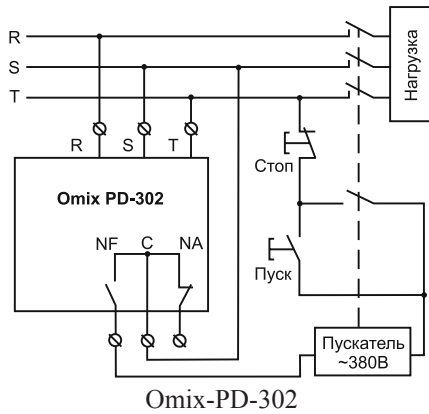 R
S
T
Нагрузка
R S T
Стоп
Omix PD-302
NF C NA
Пуск
Пускатель
~380В
Omix-PD-302